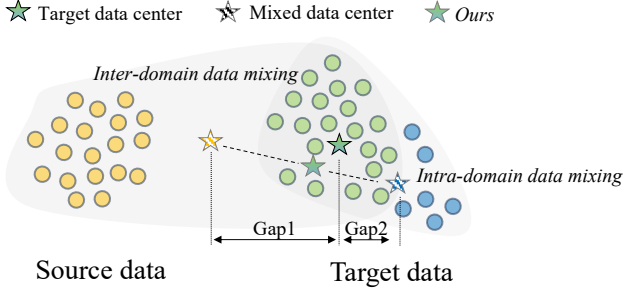 Target data center Mixed data center Ours
Inter-domain data mixing
Intra-domain data mixing
Gap1 Gap2
Source data Target data